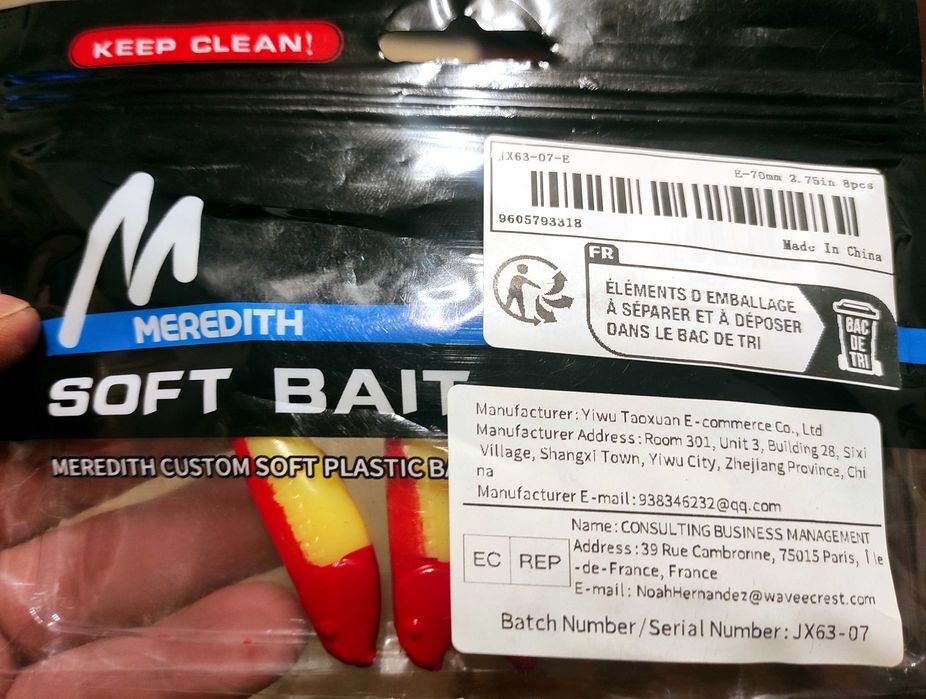 KEEP CLEAN!
JX63-07-E
E-70mm 2.75in 8pcs
9605793318
Made In China
FR
ÉLÉMENTS D'EMBALLAGE
À SÉPARER ET À DÉPOSER
DANS LE BAC DE TRI
BAC
DE
TRI
M
MEREDITH
SOFT BAIT
MEREDITH CUSTOM SOFT PLASTIC BA
Manufacturer: Yiwu Taoxuan E-commerce Co., Ltd
Manufacturer Address: Room 301, Unit 3, Building 28, Sixi
Village, Shangxi Town, Yiwu City, Zhejiang Province, Chi
na
Manufacturer E-mail: 938346232@qq.com
EC REP
Name: CONSULTING BUSINESS MANAGEMENT
Address: 39 Rue Cambronne, 75015 Paris, Île
-de-France, France
E-mail: NoahHernandez@waveecrest.com
Batch Number/Serial Number: JX63-07